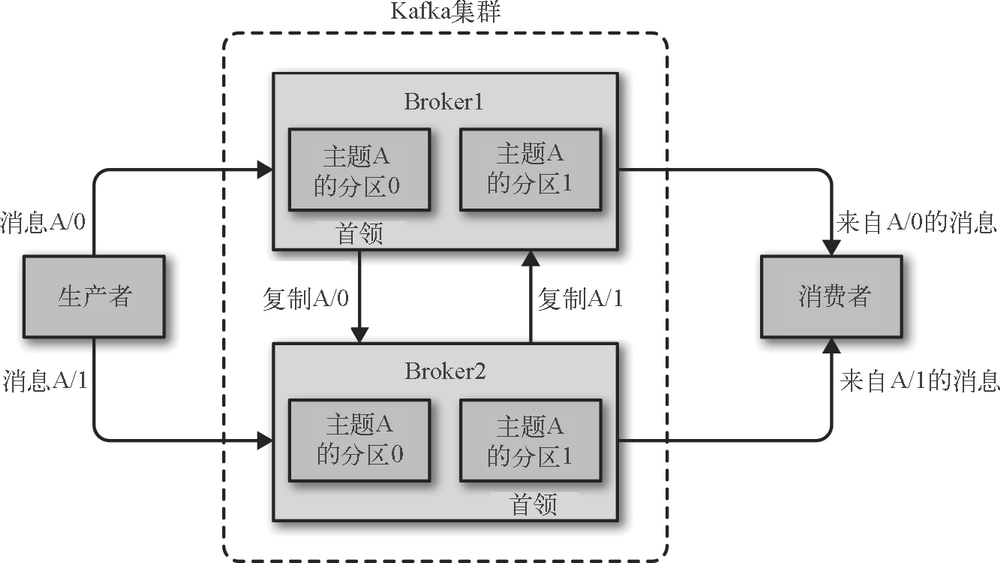 Kafka集群
Broker1
主题A
的分区0
主题A
的分区1
首领
消息A/0
来自A/0的消息
生产者
复制A/0
复制A/1
消费者
消息A/1
来自A/1的消息
Broker2
主题A
的分区0
主题A
的分区1
首领